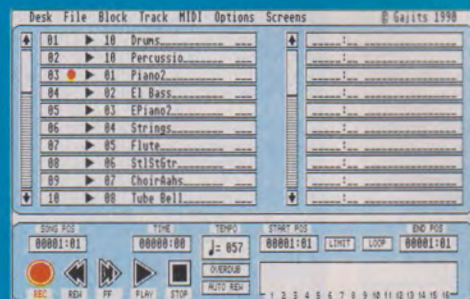 Desk File Block Track MIDI Options Screens © Gajits 1990
01 ▶ 10 Drums
02 ▶ 10 Percussio
03 ▶ 01 Piano2
04 ▶ 02 El Bass
05 ▶ 03 EPiano2
06 ▶ 04 Strings
07 ▶ 05 Flute
08 ▶ 06 StlStGtr
09 ▶ 07 ChoirAahs
10 ▶ 08 Tube Bell
SONG POS TIME TEMPO START POS END POS
00001:01 00000:00 ♩= 057 00001:01 LIMIT LOOP 00001:01
OVERDUB
AUTO REW
REC REW FF PLAY STOP
1 2 3 4 5 6 7 8 9 10 11 12 13 14 15 16